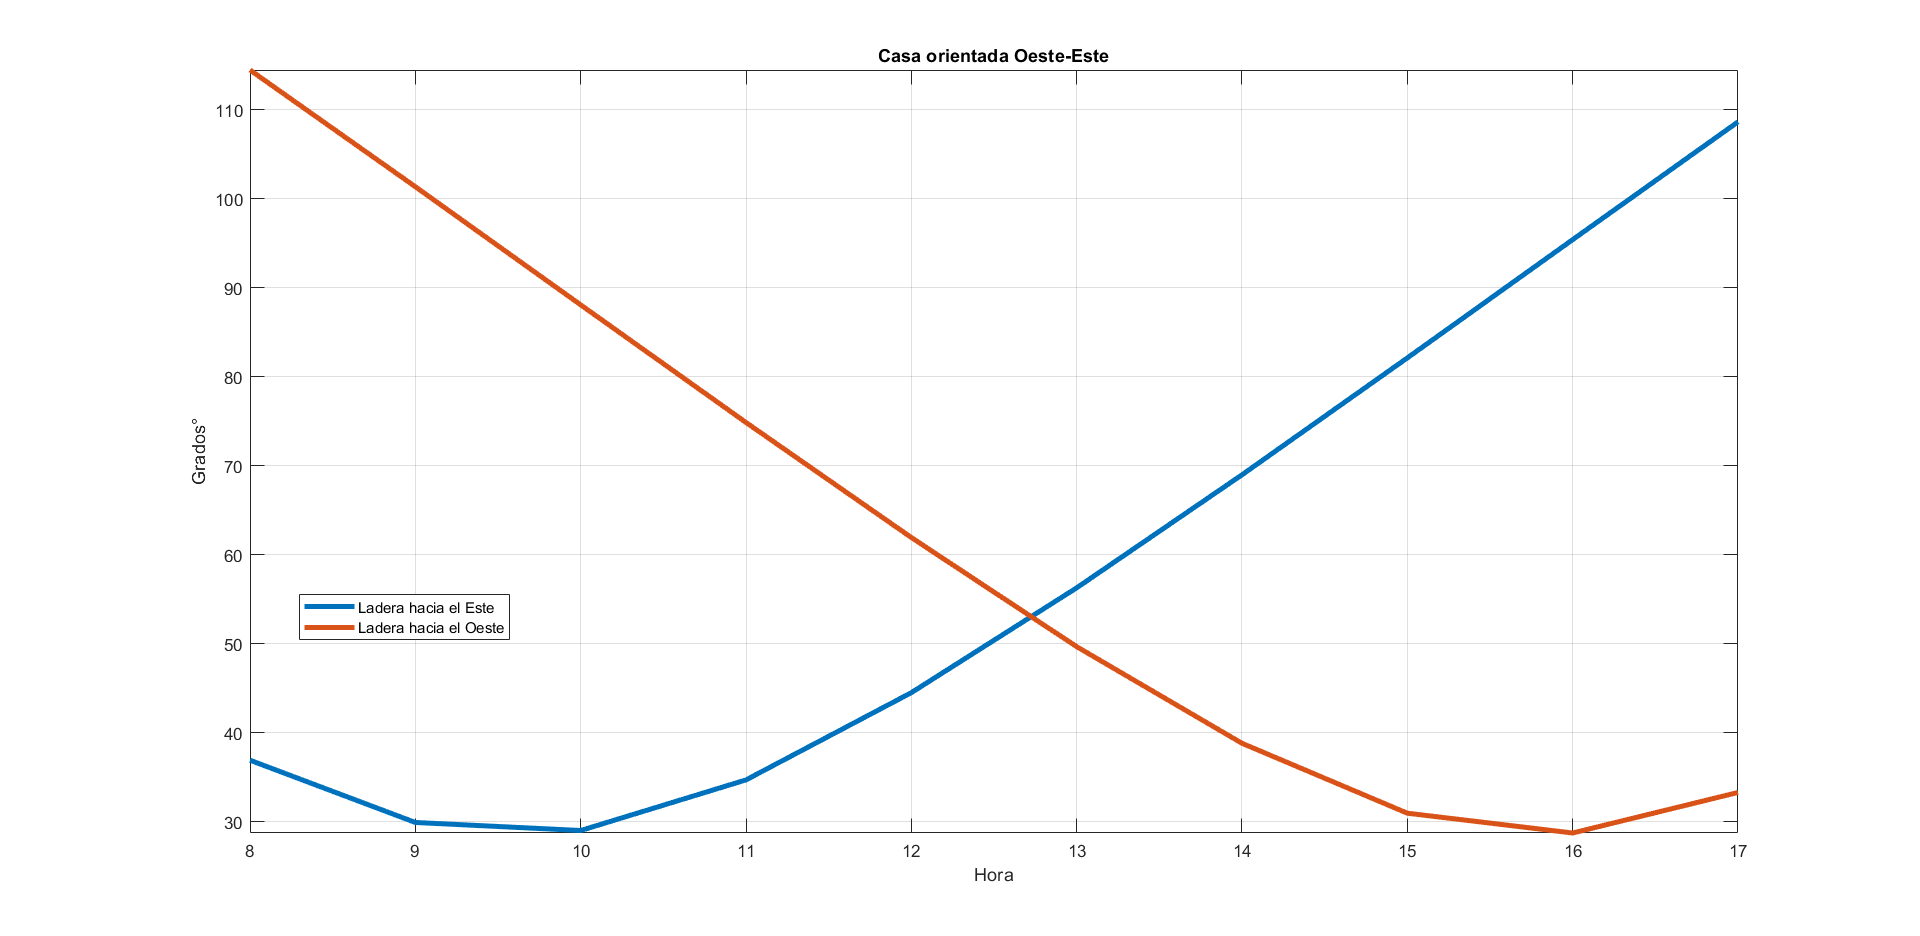 Casa orientada Oeste-Este
110
100
90
80
70
60
50
40
30
Grados°
Ladera hacia el Este
Ladera hacia el Oeste
8 9 10 11 12 13 14 15 16 17
Hora